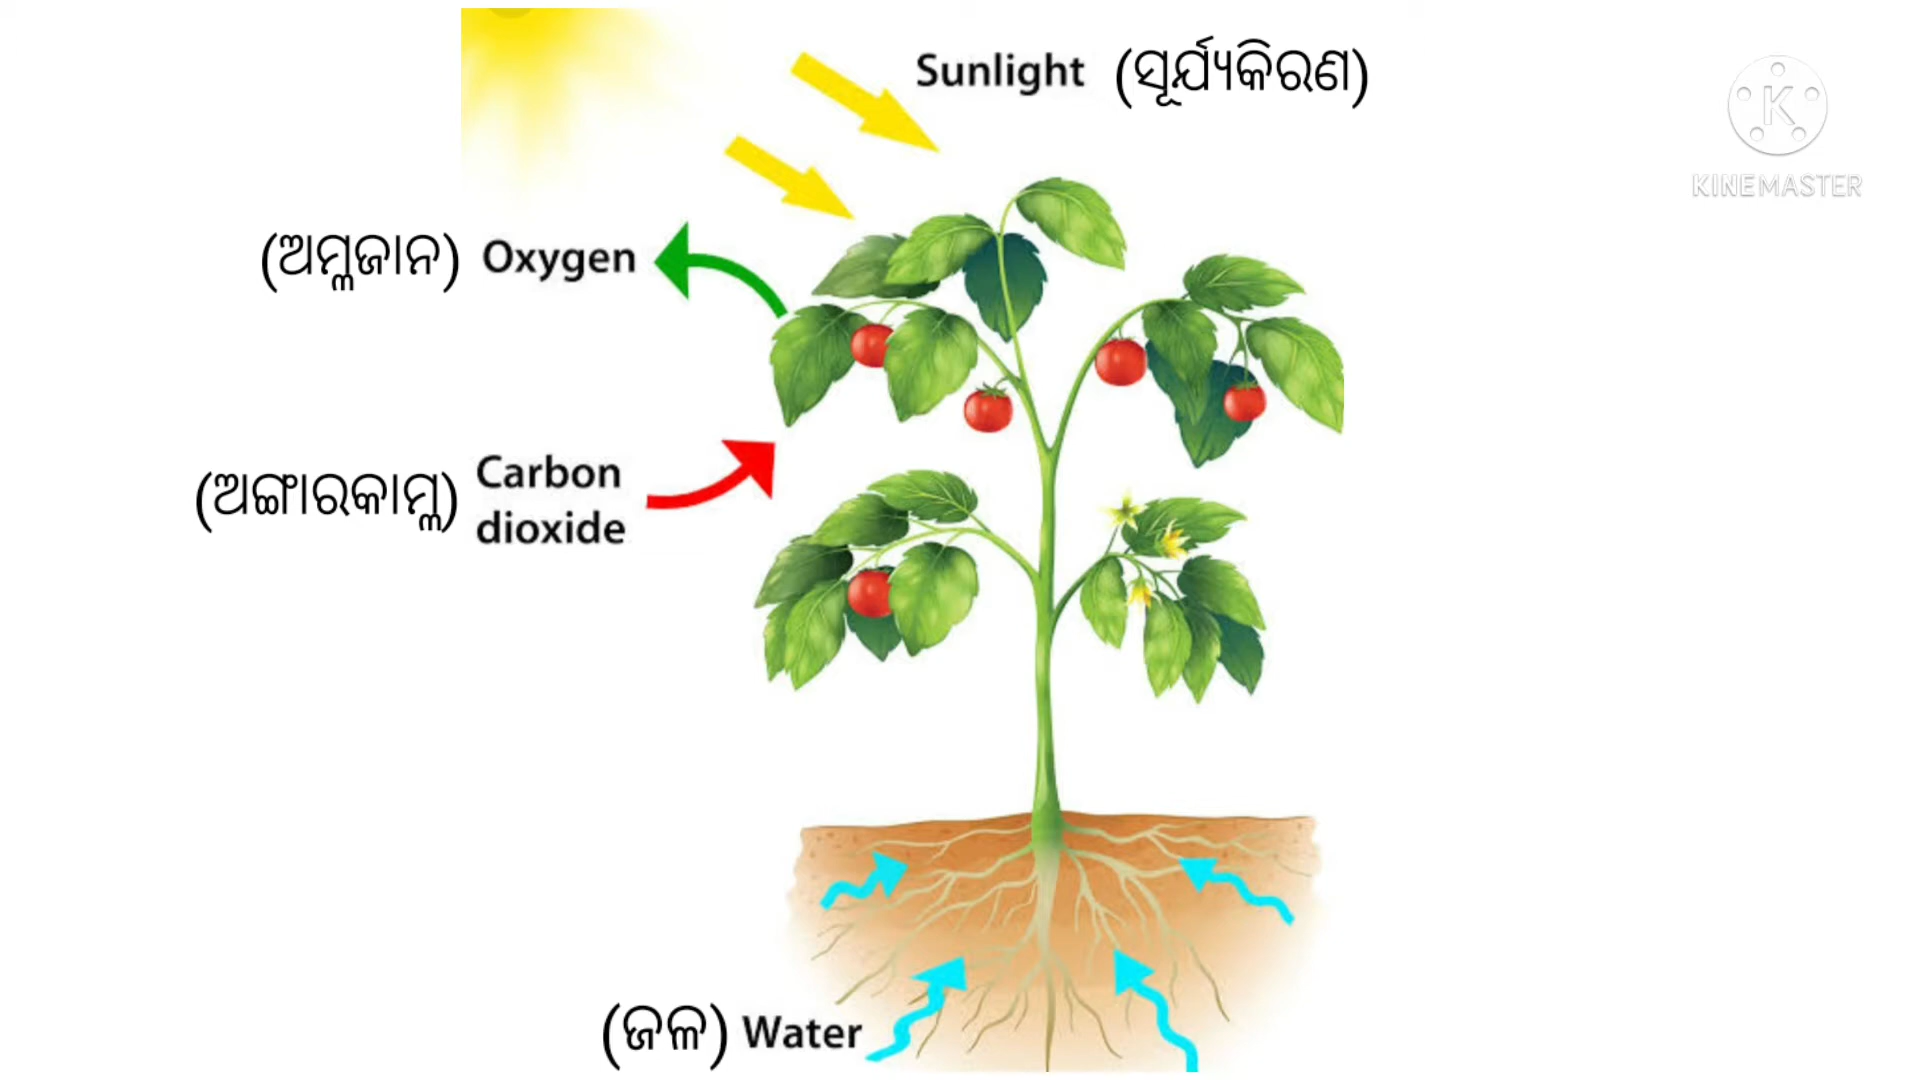 Sunlight (ସୂର୍ଯ୍ୟକିରଣ)
K
KINEMASTER
(ଅମ୍ଳଜାନ) Oxygen
(ଅଙ୍ଗାରକାମ୍ଳ) Carbon
dioxide
(ଜଳ) Water